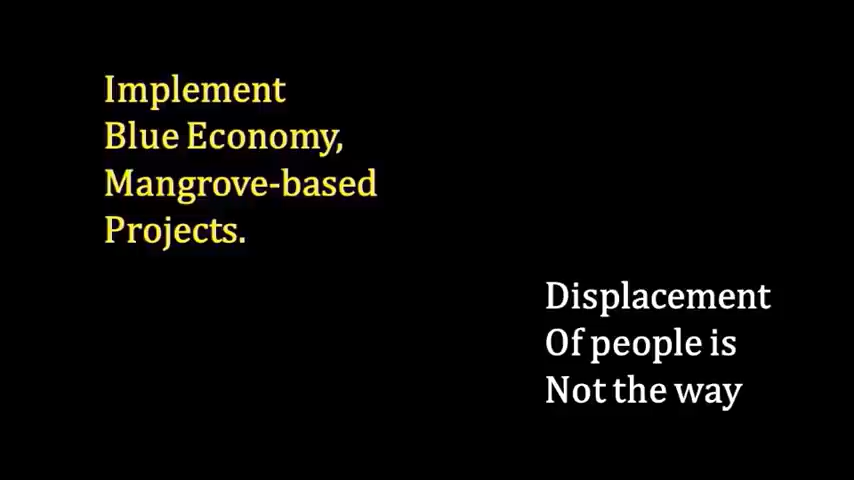 Implement
Blue Economy,
Mangrove-based
Projects.
Displacement
Of people is
Not the way